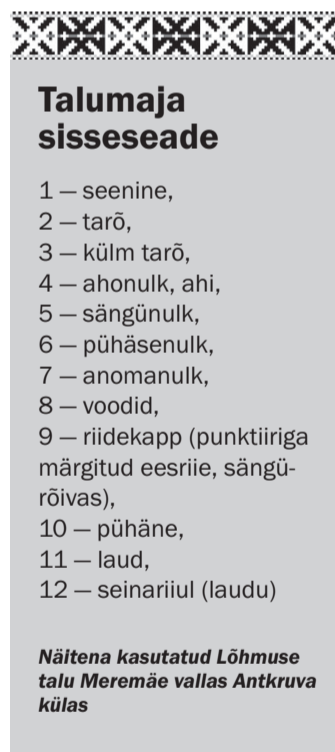 Talumaja
sisseseade
1 — seenine,
2 — tarõ,
3 — külm tarõ,
4 — ahonulk, ahi,
5 — sängünulk,
6 — pühäsenulk,
7 — anomanulk,
8 — voodid,
9 — riidekapp (punktiiriga
märgitud eesriie, sängü-
rõivas),
10 — pühäne,
11 — laud,
12 — seinariiul (laudu)
Näitena kasutatud Lõhmuse
talu Meremäe vallas Antkruva
külas